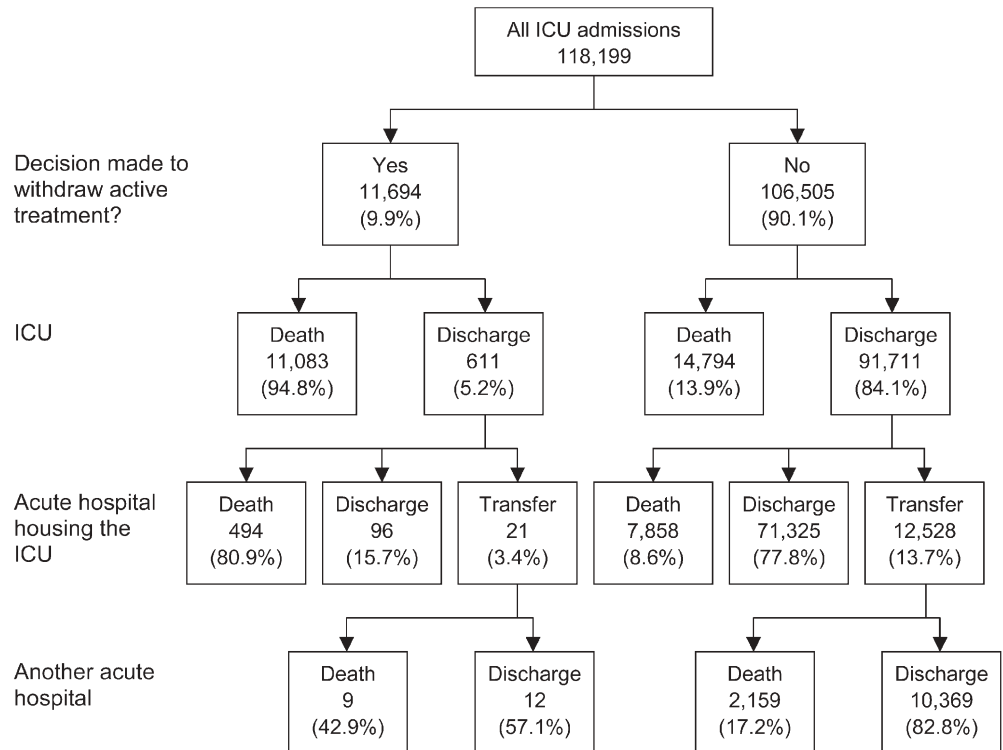 All ICU admissions
118,199
Decision made to
withdraw active
treatment?
Yes
11,694
(9.9%)
No
106,505
(90.1%)
ICU
Death
11,083
(94.8%)
Discharge
611
(5.2%)
Death
14,794
(13.9%)
Discharge
91,711
(84.1%)
Acute hospital
housing the
ICU
Death
494
(80.9%)
Discharge
96
(15.7%)
Transfer
21
(3.4%)
Death
7,858
(8.6%)
Discharge
71,325
(77.8%)
Transfer
12,528
(13.7%)
Another acute
hospital
Death
9
(42.9%)
Discharge
12
(57.1%)
Death
2,159
(17.2%)
Discharge
10,369
(82.8%)